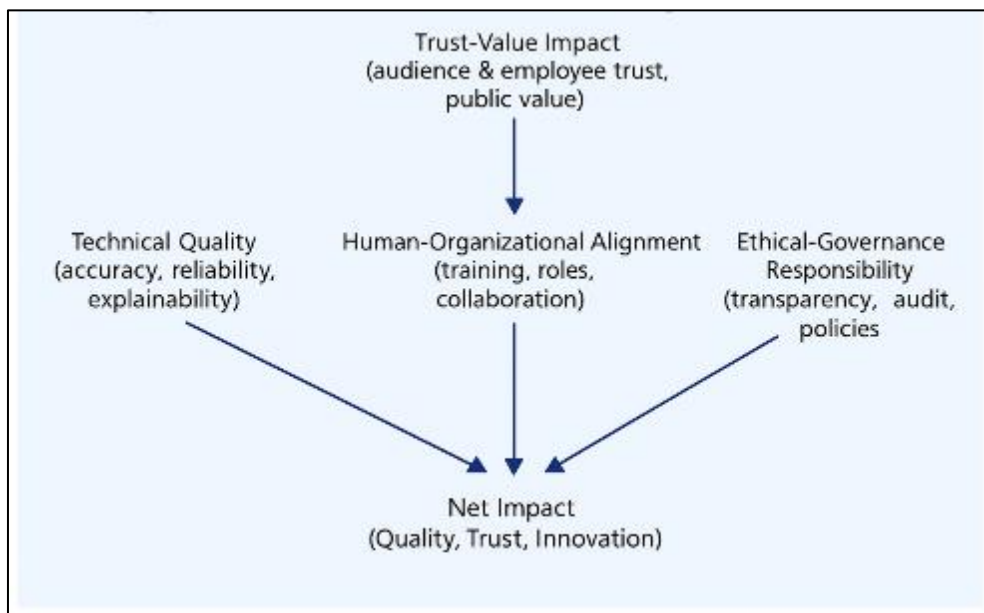 Trust-Value Impact
(audience & employee trust,
public value)
Technical Quality
(accuracy, reliability,
explainability)
Human-Organizational Alignment
(training, roles,
collaboration)
Ethical-Governance
Responsibility
(transparency, audit,
policies
Net Impact
(Quality, Trust, Innovation)